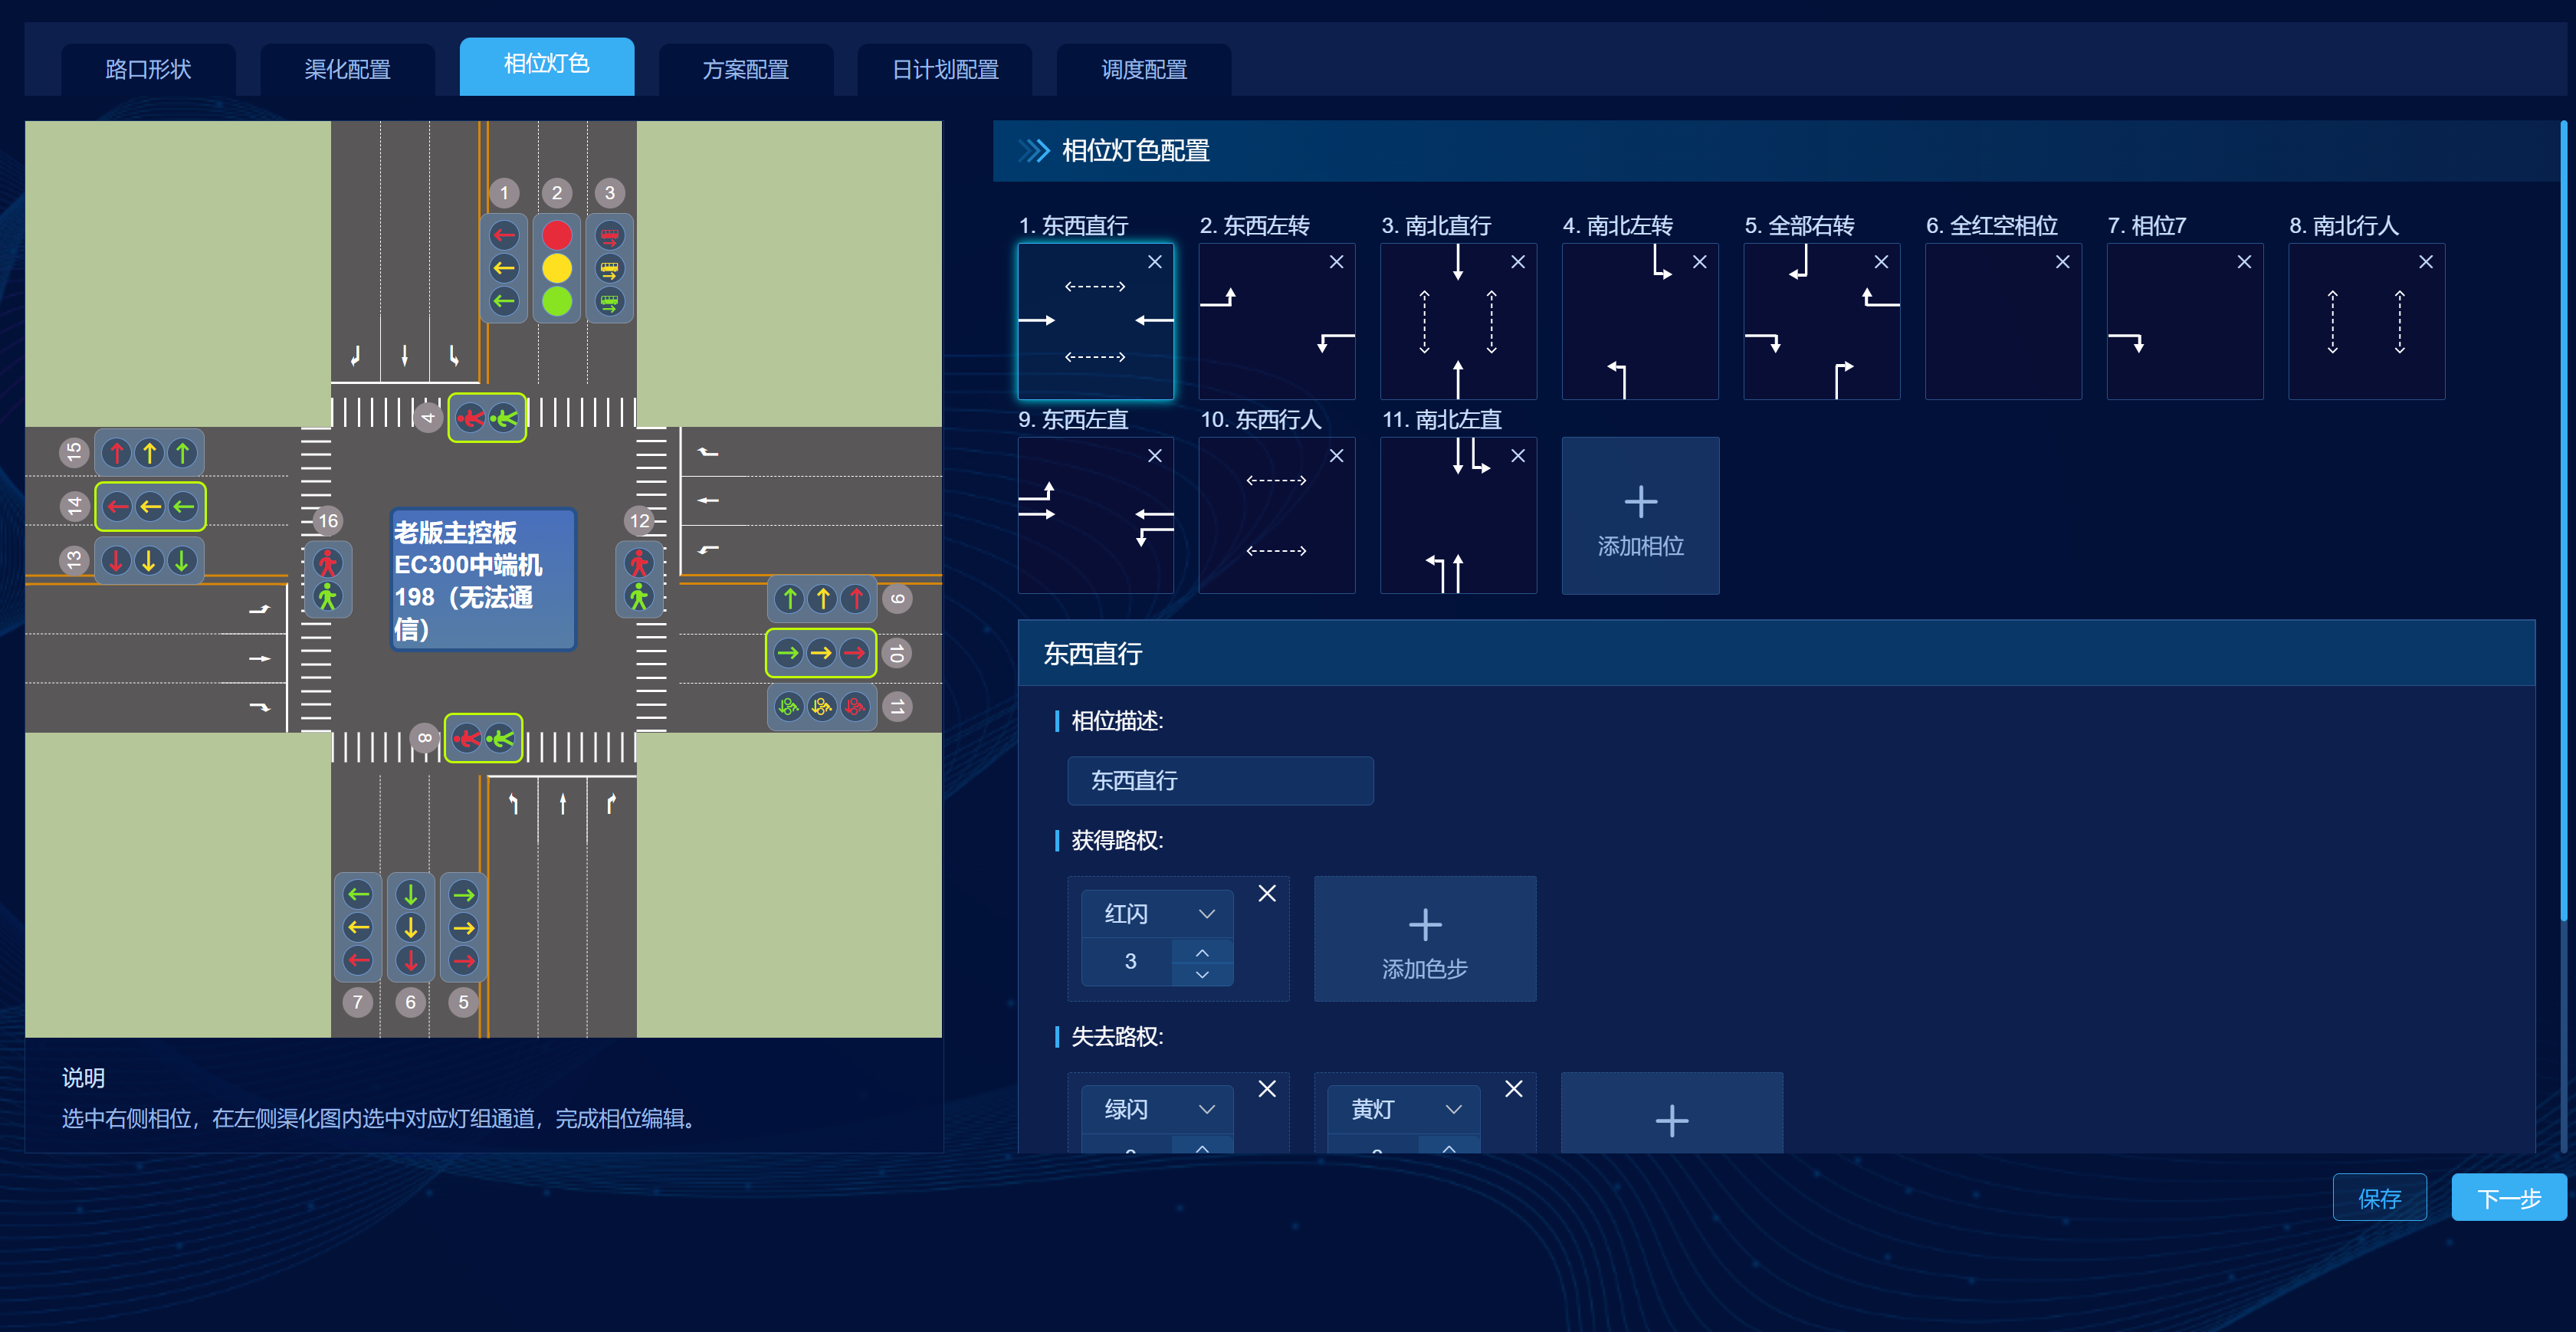 路口形状
渠化配置
相位灯色
方案配置
日计划配置
调度配置
1
2
3
4
15
14
13
16
12
老版主控板
EC300中端机
198（无法通
信）
9
10
11
8
7
6
5
说明
选中右侧相位，在左侧渠化图内选中对应灯组通道，完成相位编辑。
相位灯色配置
1. 东西直行
2. 东西左转
3. 南北直行
4. 南北左转
5. 全部右转
6. 全红空相位
7. 相位7
8. 南北行人
9. 东西左直
10. 东西行人
11. 南北左直
添加相位
东西直行
相位描述:
东西直行
获得路权:
红闪
3
添加色步
失去路权:
绿闪
黄灯
保存
下一步